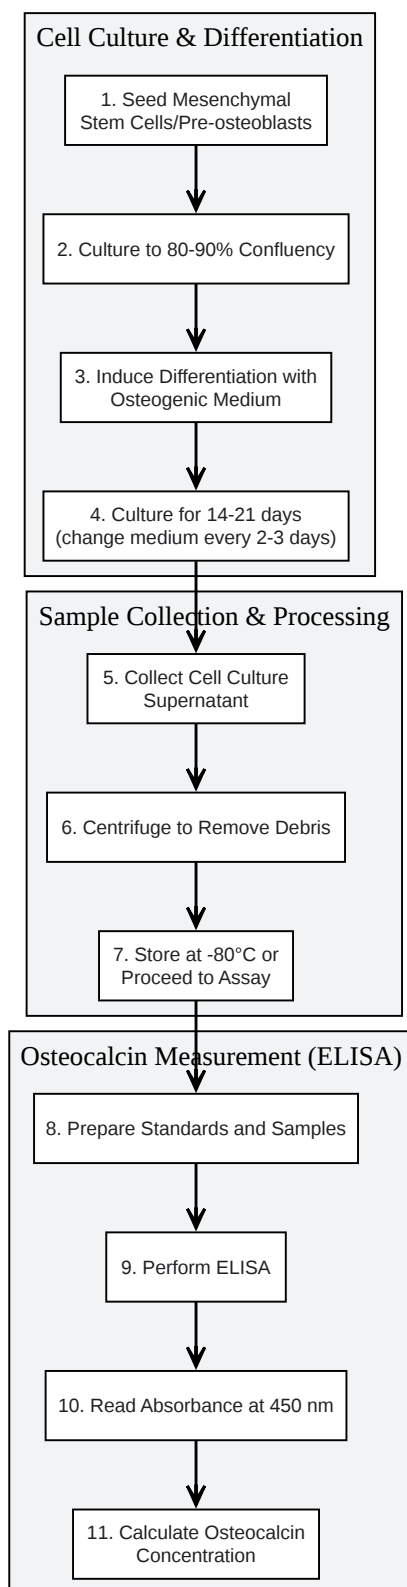 Cell Culture & Differentiation
1. Seed Mesenchymal
Stem Cells/Pre-osteoblasts
2. Culture to 80-90% Confluency
3. Induce Differentiation with
Osteogenic Medium
4. Culture for 14-21 days
(change medium every 2-3 days)
Sample Collection & Processing
5. Collect Cell Culture
Supernatant
6. Centrifuge to Remove Debris
7. Store at -80°C or
Proceed to Assay
Osteocalcin Measurement (ELISA)
8. Prepare Standards and Samples
9. Perform ELISA
10. Read Absorbance at 450 nm
11. Calculate Osteocalcin
Concentration